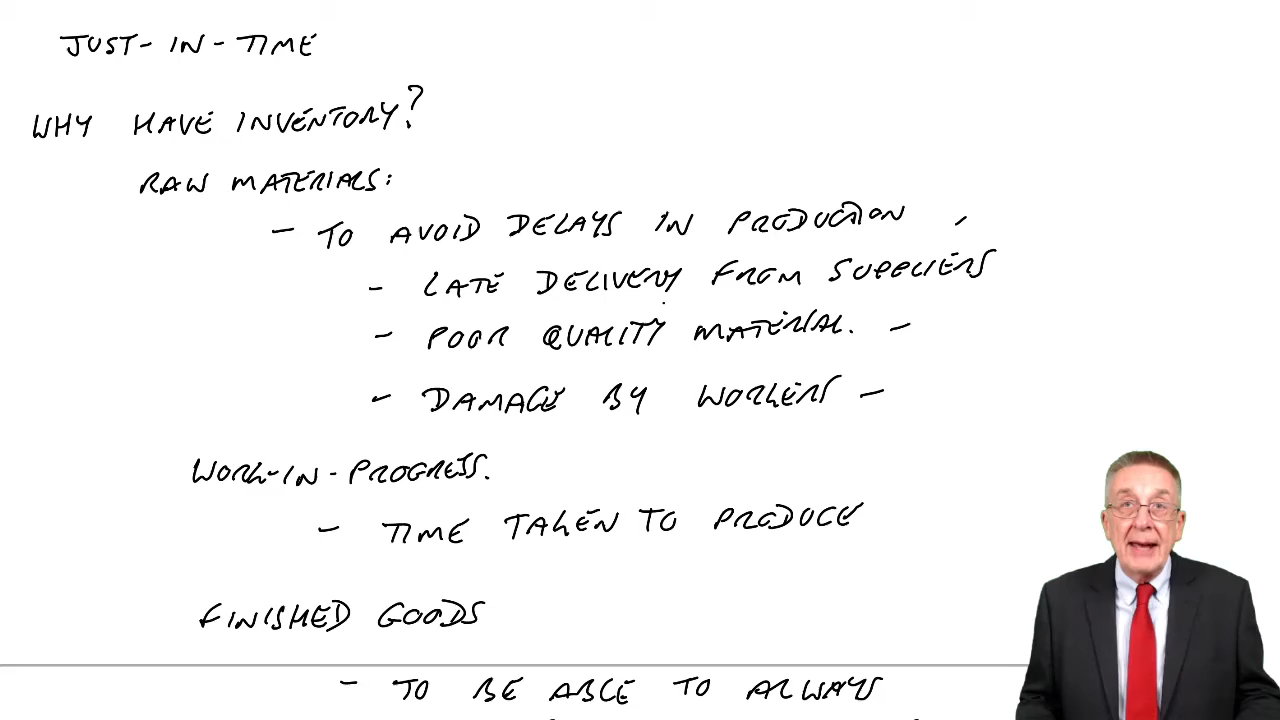 JUST-IN-TIME
WHY HAVE INVENTORY?
RAW MATERIALS:
- TO AVOID DELAYS IN PRODUCTION
- LATE DELIVERY FROM SUPPLIERS
- POOR QUALITY MATERIAL. -
- DAMAGE BY WORKERS -
WORK-IN-PROGRESS.
- TIME TAKEN TO PRODUCE
FINISHED GOODS
- TO BE ABLE TO ALWAYS